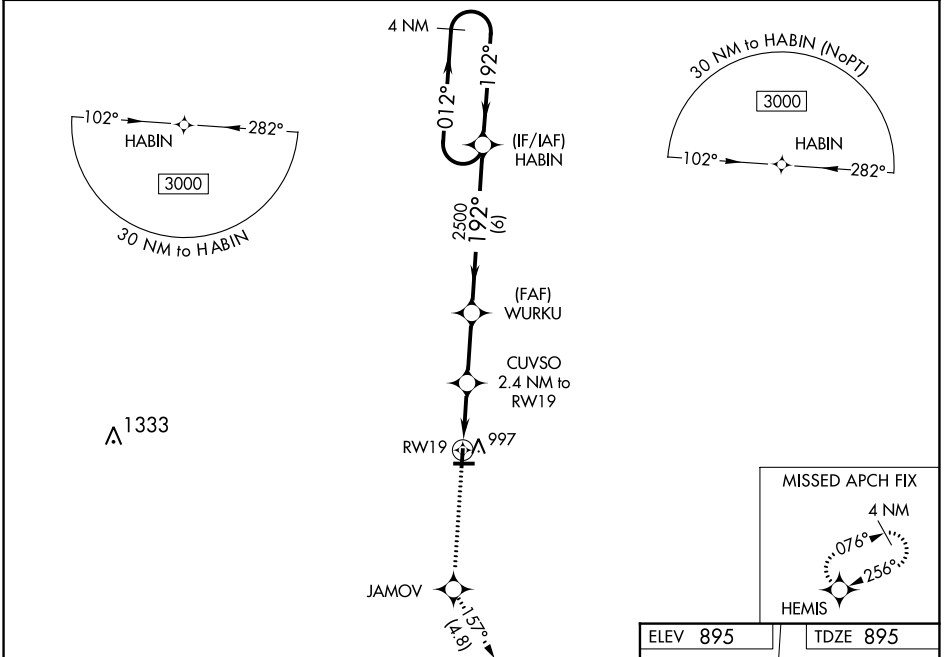 4 NM
012°
192°
(IF/IAF)
HABIN
102°
282°
HABIN
3000
30 NM to HABIN
30 NM to HABIN (NoPT)
3000
HABIN
102°
282°
2500
192°
(6)
(FAF)
WURKU
CUVSO
2.4 NM to
RW19
1333
RW19
997
JAMOV
157°
(4.8)
MISSED APCH FIX
4 NM
076°
256°
HEMIS
ELEV 895
TDZE 895